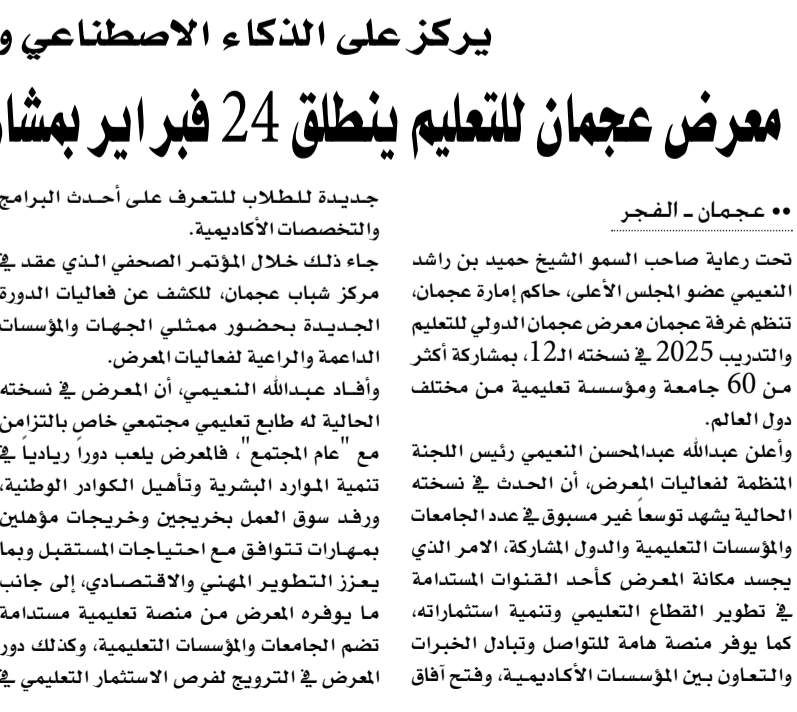 يركز على الذكاء الاصطناعي و
معرض عجمان للتعليم ينطلق 24 فبراير بمشار
•• عجمان ـ الفجر
تحت رعاية صاحب السمو الشيخ حميد بن راشد
النعيمي عضو المجلس الأعلى، حاكم إمارة عجمان،
تنظم غرفة عجمان معرض عجمان الدولي للتعليم
والتدريب 2025 في نسخته الـ12، بمشاركة أكثر
من 60 جامعة ومؤسسة تعليمية من مختلف
دول العالم.
وأعلن عبدالله عبدالمحسن النعيمي رئيس اللجنة
المنظمة لفعاليات المعرض، أن الحدث في نسخته
الحالية يشهد توسعاً غير مسبوق في عدد الجامعات
والمؤسسات التعليمية والدول المشاركة، الامر الذي
يجسد مكانة المعرض كأحد القنوات المستدامة
في تطوير القطاع التعليمي وتنمية استثماراته،
كما يوفر منصة هامة للتواصل وتبادل الخبرات
والتعاون بين المؤسسات الأكاديمية، وفتح آفاق
جديدة للطلاب للتعرف على أحدث البرامج
والتخصصات الأكاديمية.
جاء ذلك خلال المؤتمر الصحفي الذي عقد في
مركز شباب عجمان، للكشف عن فعاليات الدورة
الجديدة بحضور ممثلي الجهات والمؤسسات
الداعمة والراعية لفعاليات المعرض.
وأفاد عبدالله النعيمي، أن المعرض في نسخته
الحالية له طابع تعليمي مجتمعي خاص بالتزامن
مع "عام المجتمع"، فالمعرض يلعب دوراً ريادياً في
تنمية الموارد البشرية وتأهيل الكوادر الوطنية،
ورفد سوق العمل بخريجين وخريجات مؤهلين
بمهارات تتوافق مع احتياجات المستقبل وبما
يعزز التطوير المهني والاقتصادي، إلى جانب
ما يوفره المعرض من منصة تعليمية مستدامة
تضم الجامعات والمؤسسات التعليمية، وكذلك دور
المعرض في الترويج لفرص الاستثمار التعليمي في